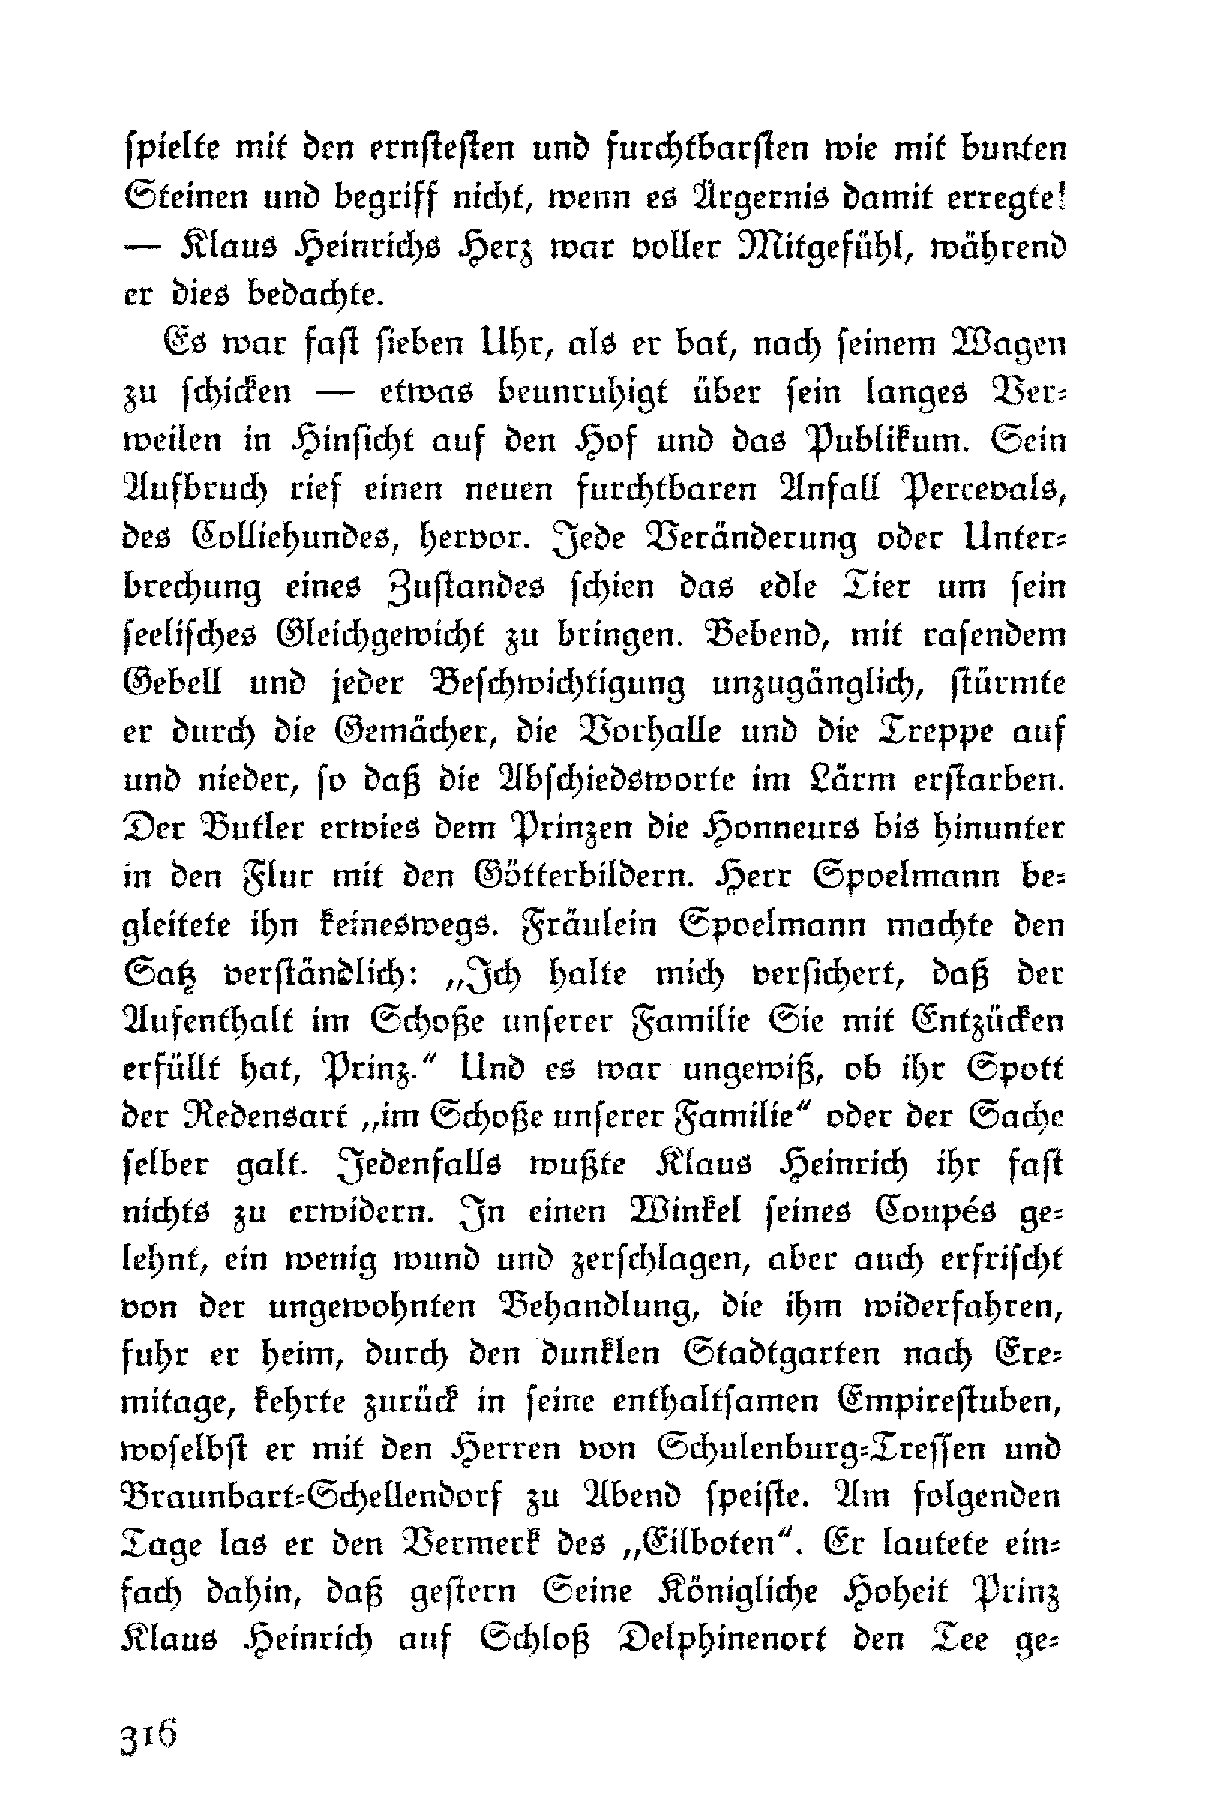 spielte mit den ernstesten und furchtbarsten wie mit bunten
Steinen und begriff nicht, wenn es Ärgernis damit erregte!
— Klaus Heinrichs Herz war voller Mitgefühl, während
er dies bedachte.
Es war fast sieben Uhr, als er bat, nach seinem Wagen
zu schicken — etwas beunruhigt über sein langes Ver-
weilen in Hinsicht auf den Hof und das Publikum. Sein
Aufbruch rief einen neuen furchtbaren Anfall Percevals,
des Colliehundes, hervor. Jede Veränderung oder Unter-
brechung eines Zustandes schien das edle Tier um sein
seelisches Gleichgewicht zu bringen. Bebend, mit rasendem
Gebell und jeder Beschwichtigung unzugänglich, stürmte
er durch die Gemächer, die Vorhalle und die Treppe auf
und nieder, so daß die Abschiedsworte im Lärm erstarben.
Der Butler erwies dem Prinzen die Honneurs bis hinunter
in den Flur mit den Götterbildern. Herr Spoelmann be-
gleitete ihn keineswegs. Fräulein Spoelmann machte den
Satz verständlich: „Ich halte mich versichert, daß der
Aufenthalt im Schoße unserer Familie Sie mit Entzücken
erfüllt hat, Prinz.“ Und es war ungewiß, ob ihr Spott
der Redensart „im Schoße unserer Familie“ oder der Sache
selber galt. Jedenfalls wußte Klaus Heinrich ihr fast
nichts zu erwidern. In einen Winkel seines Coupés ge-
lehnt, ein wenig wund und zerschlagen, aber auch erfrischt
von der ungewohnten Behandlung, die ihm widerfahren,
fuhr er heim, durch den dunklen Stadtgarten nach Ere-
mitage, kehrte zurück in seine enthaltsamen Empirestuben,
woselbst er mit den Herren von Schulenburg-Tressen und
Braunbart-Schellendorf zu Abend speiste. Am folgenden
Tage las er den Vermerk des „Eilboten“. Er lautete ein-
fach dahin, daß gestern Seine Königliche Hoheit Prinz
Klaus Heinrich auf Schloß Delphinenort den Tee ge-
316